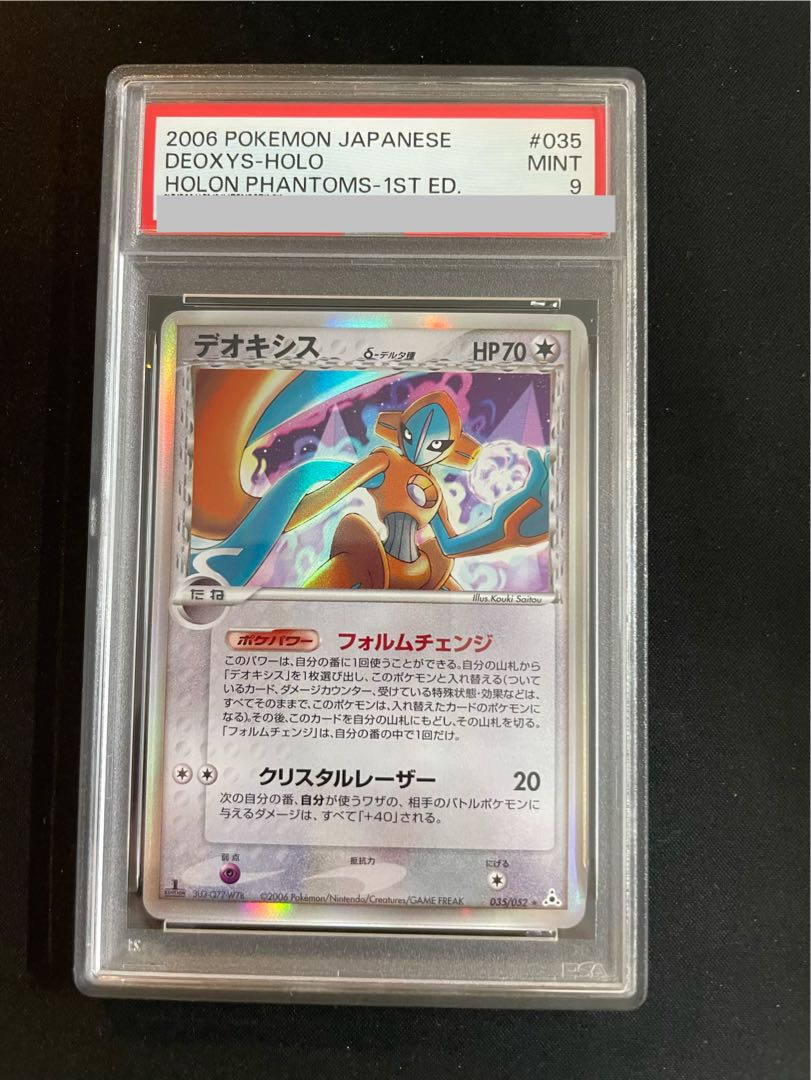 2006 POKEMON JAPANESE #035
DEOXYS-HOLO MINT
HOLON PHANTOMS-1ST ED. 9
デオキシス δ-デルタ種 HP70
たね
Illus.Kouki Saitou
ポケパワー フォルムチェンジ
このパワーは、自分の番に1回使うことができる。自分の山札から
「デオキシス」を1枚選び出し、このポケモンと入れ替える(ついて
いるカード、ダメージカウンター、受けている特殊状態・効果などは、
すべてそのままで、このポケモンは、入れ替えたカードのポケモンに
なる)。その後、このカードを自分の山札にもどし、その山札を切る。
「フォルムチェンジ」は、自分の番の中で1回だけ。
クリスタルレーザー 20
次の自分の番、自分が使うワザの、相手のバトルポケモンに
与えるダメージは、すべて「+40」される。
弱点 抵抗力 にげる
1 EDITION
©2006 Pokémon/Nintendo/Creatures/GAME FREAK 035/052 ★
PSA